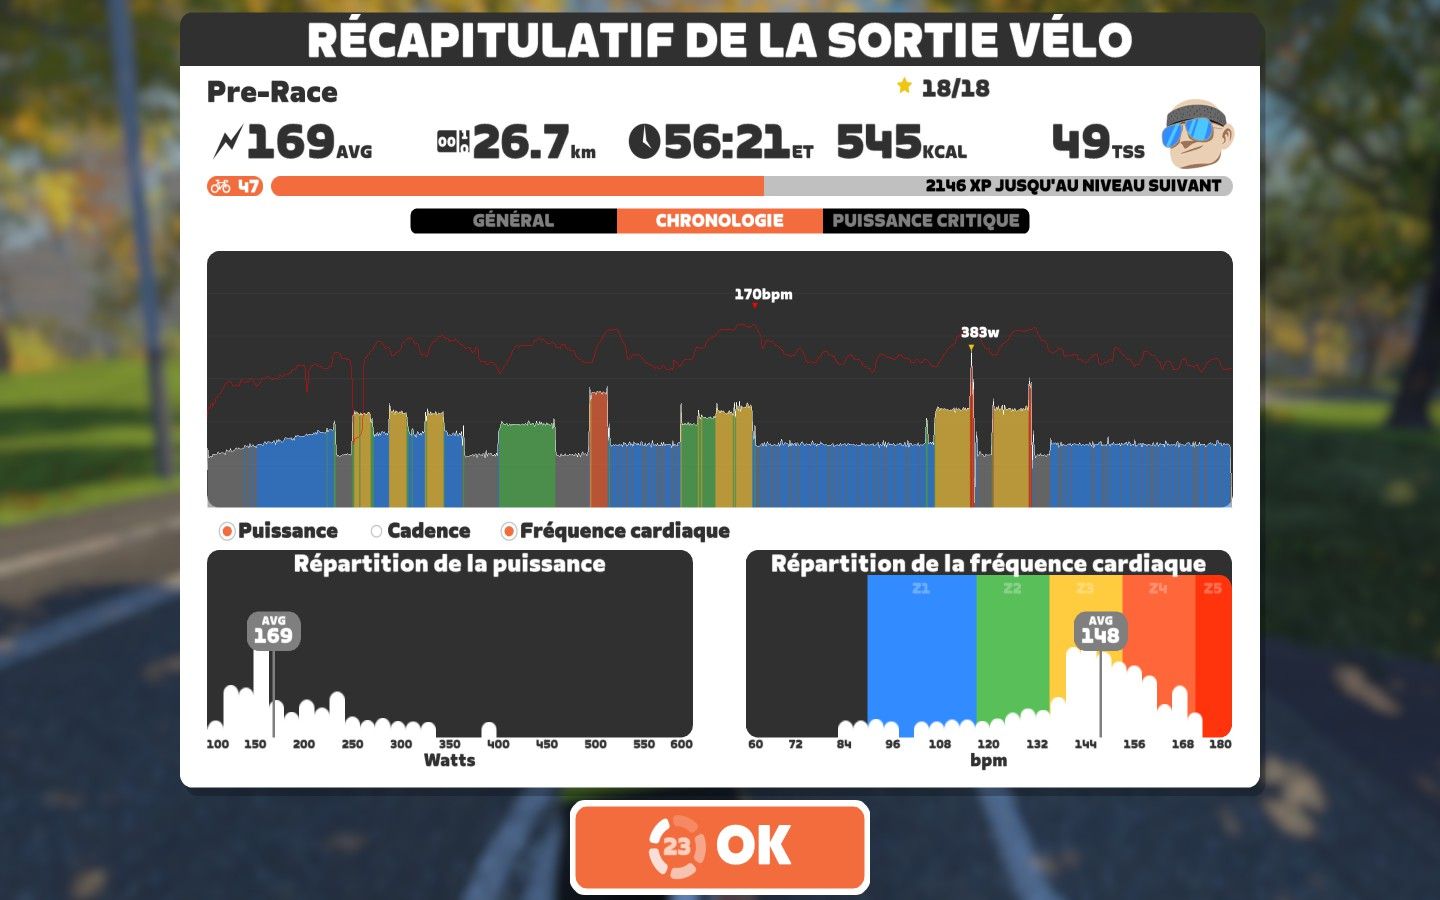 RÉCAPITULATIF DE LA SORTIE VÉLO
Pre-Race
18/18
169AVG
26.7km
56:21ET
545KCAL
49TSS
47
2146 XP JUSQU'AU NIVEAU SUIVANT
GÉNÉRAL
CHRONOLOGIE
PUISSANCE CRITIQUE
170bpm
383w
Puissance
Cadence
Fréquence cardiaque
Répartition de la puissance
AVG
169
100 150 200 250 300 350 400 450 500 550 600
Watts
Répartition de la fréquence cardiaque
Z1 Z2 Z3 Z4 Z5
AVG
148
60 72 84 96 108 120 132 144 156 168 180
bpm
23 OK